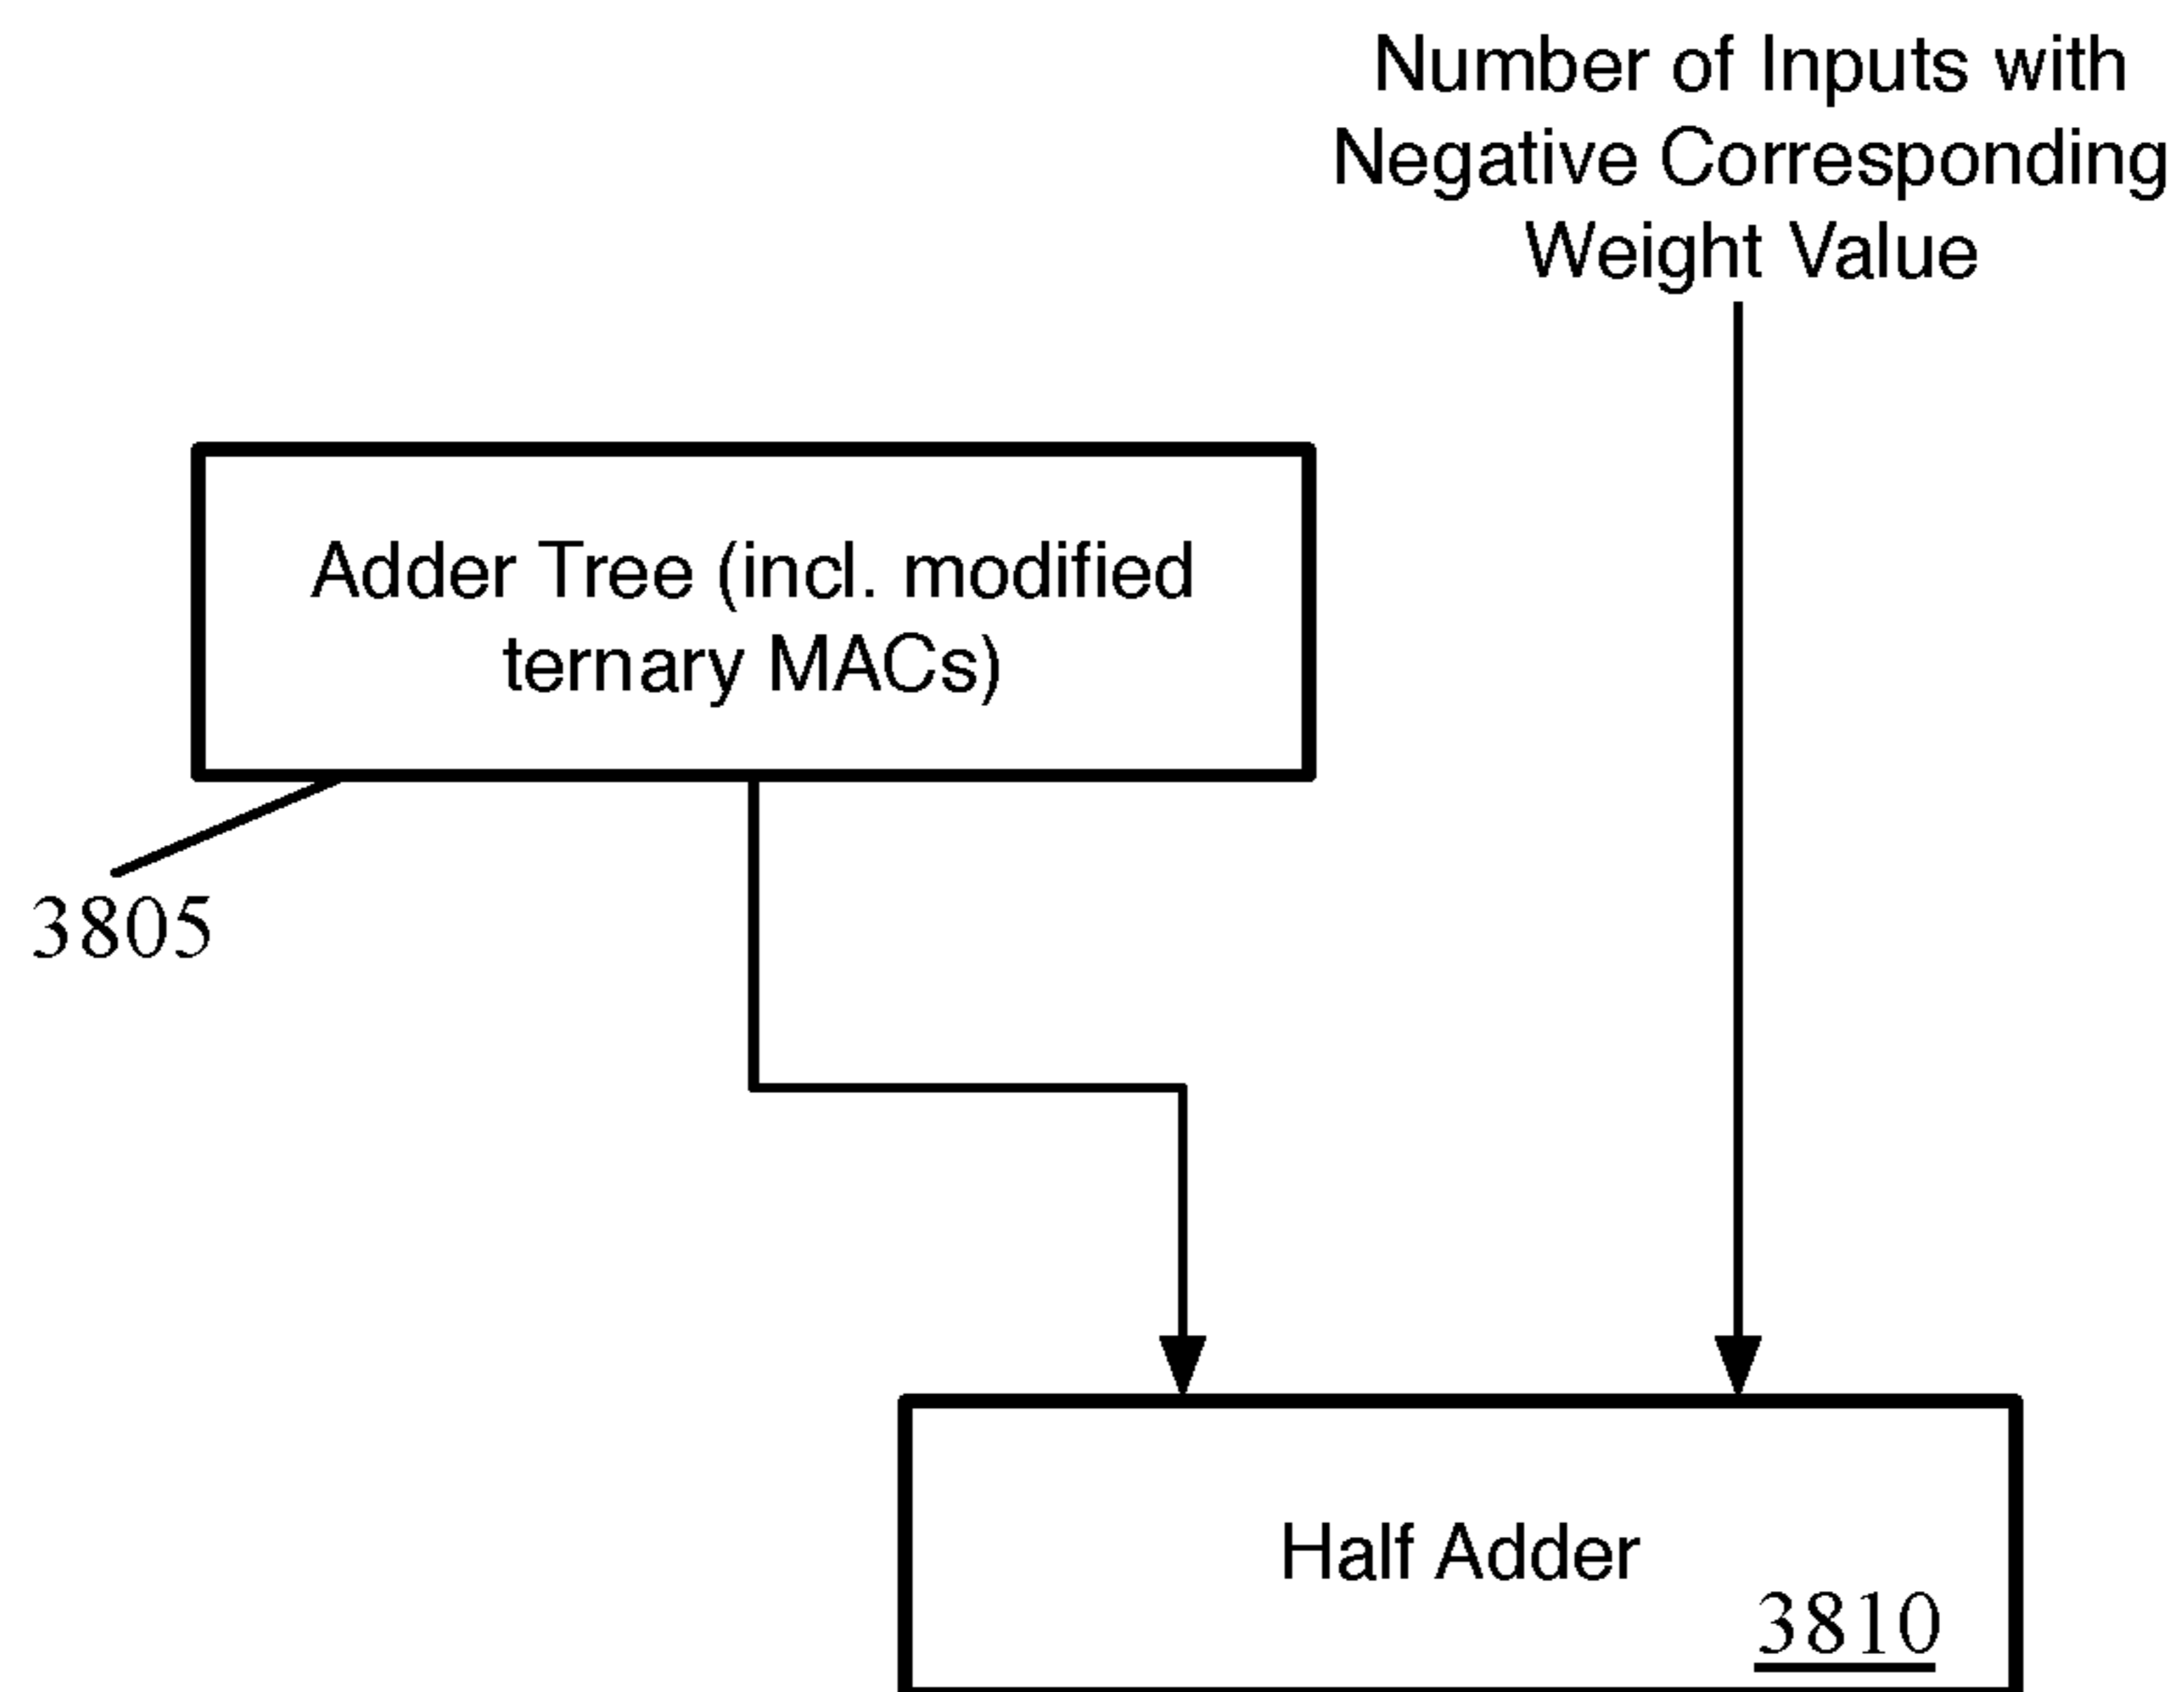 Number of Inputs with
Negative Corresponding
Weight Value
Adder Tree (incl. modified
ternary MACs)
3805
Half Adder
3810